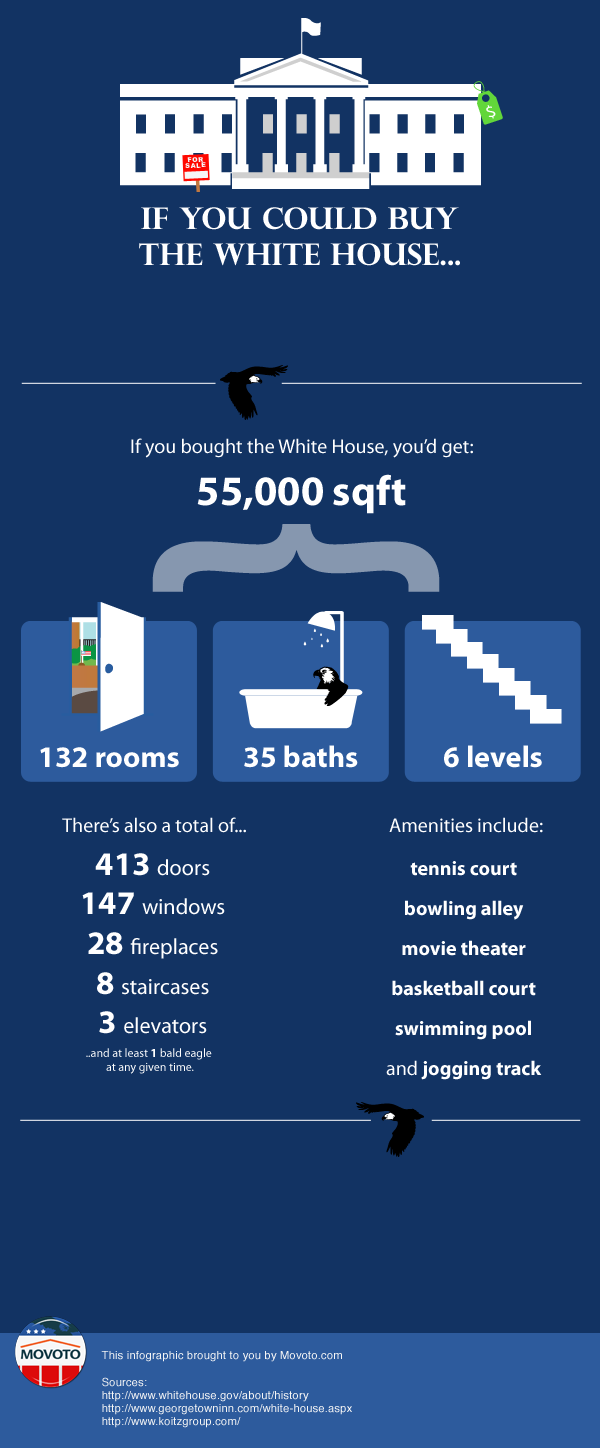 $
FOR
SALE
IF YOU COULD BUY
THE WHITE HOUSE...
If you bought the White House, you'd get:
55,000 sqft
132 rooms
35 baths
6 levels
There's also a total of...
413 doors
147 windows
28 fireplaces
8 staircases
3 elevators
..and at least 1 bald eagle
at any given time.
Amenities include:
tennis court
bowling alley
movie theater
basketball court
swimming pool
and jogging track
MOVOTO
This infographic brought to you by Movoto.com
Sources:
http://www.whitehouse.gov/about/history
http://www.georgetowninn.com/white-house.aspx
http://www.koitzgroup.com/